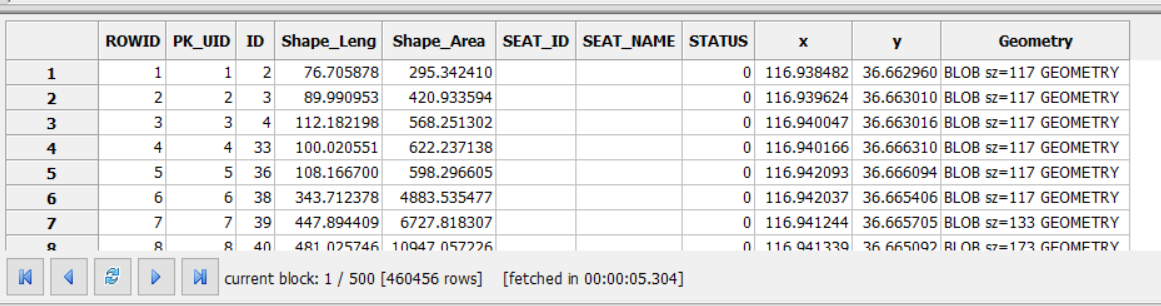 ROWID PK_UID ID Shape_Leng Shape_Area SEAT_ID SEAT_NAME STATUS x y Geometry
1 1 1 2 76.705878 295.342410 0 116.938482 36.662960 BLOB sz=117 GEOMETRY
2 2 2 3 89.990953 420.933594 0 116.939624 36.663010 BLOB sz=117 GEOMETRY
3 3 3 4 112.182198 568.251302 0 116.940047 36.663016 BLOB sz=117 GEOMETRY
4 4 4 33 100.020551 622.237138 0 116.940166 36.666310 BLOB sz=117 GEOMETRY
5 5 5 36 108.166700 598.296605 0 116.942093 36.666094 BLOB sz=117 GEOMETRY
6 6 6 38 343.712378 4883.535477 0 116.942037 36.665406 BLOB sz=117 GEOMETRY
7 7 7 39 447.894409 6727.818307 0 116.941244 36.665705 BLOB sz=133 GEOMETRY
8 8 8 40 481.025746 10947.057226 0 116.941339 36.665092 BLOB sz=173 GEOMETRY
current block: 1 / 500 [460456 rows] [fetched in 00:00:05.304]